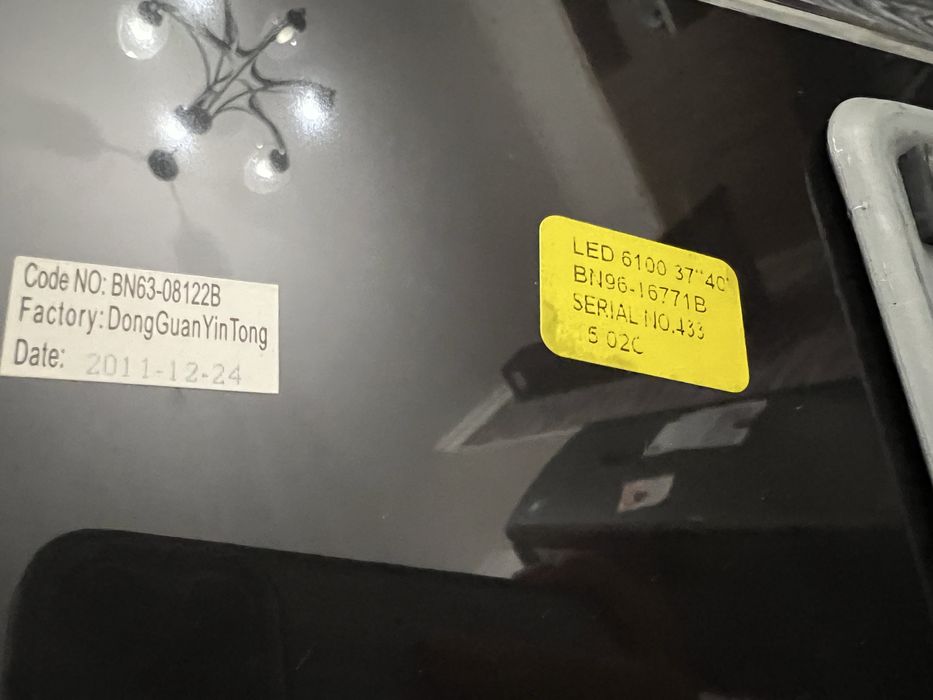 Code NO: BN63-08122B
Factory: DongGuanYinTong
Date: 2011-12-24
LED 6100 37"40"
BN96-16771B
SERIAL NO.433
5 02C